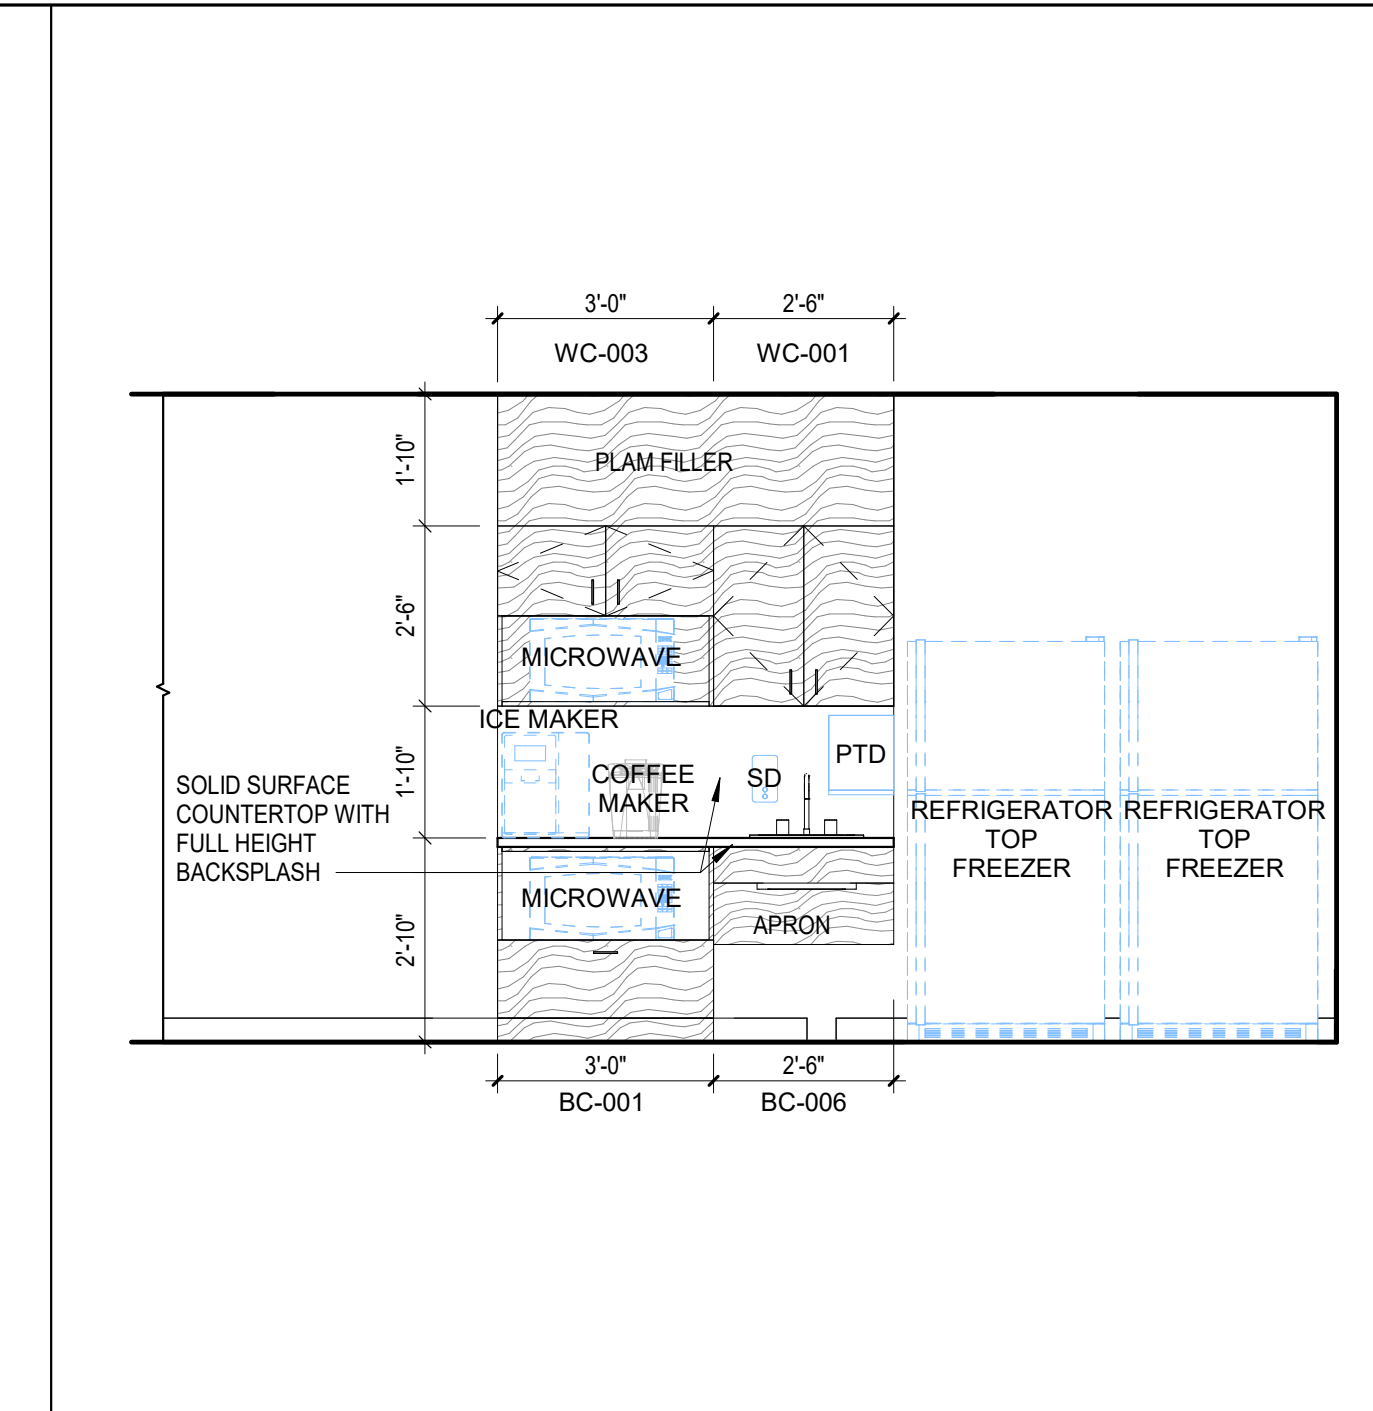 3'-0"
2'-6"
WC-003
WC-001
1'-10"
PLAM FILLER
2'-6"
MICROWAVE
ICE MAKER
1'-10"
COFFEE
MAKER
SD
PTD
SOLID SURFACE
COUNTERTOP WITH
FULL HEIGHT
BACKSPLASH
REFRIGERATOR
TOP
FREEZER
REFRIGERATOR
TOP
FREEZER
MICROWAVE
APRON
2'-10"
3'-0"
2'-6"
BC-001
BC-006